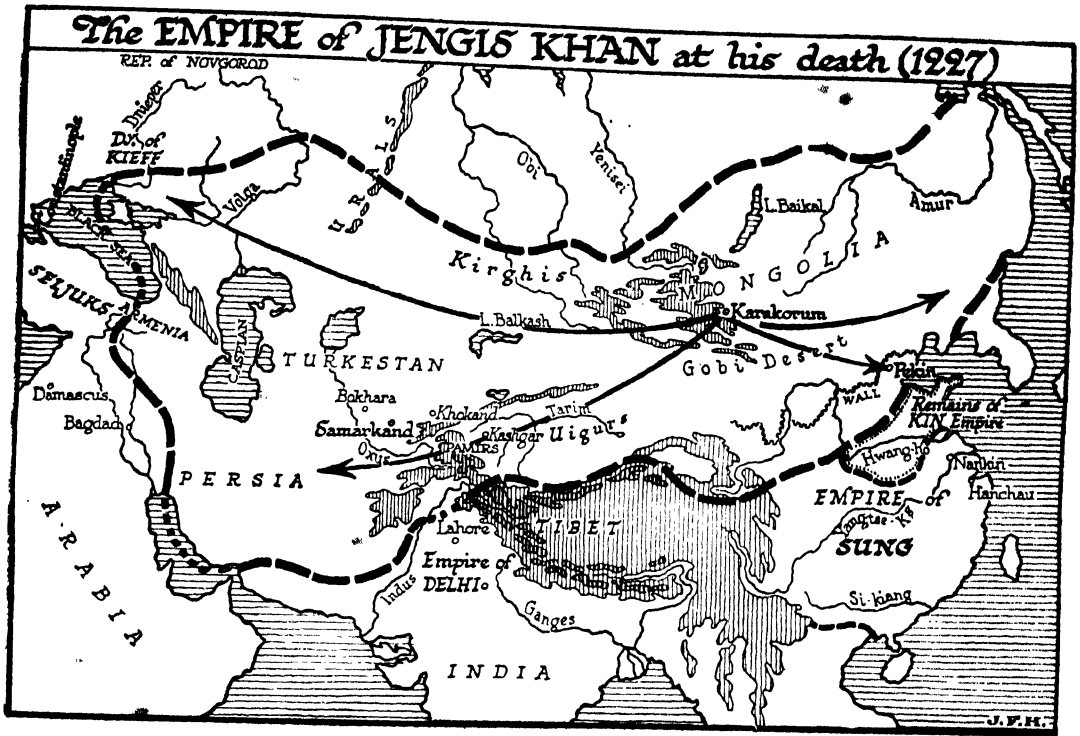 The EMPIRE of JENGIS KHAN at his death (1227)
REP. of NOVGOROD
Dnieper
Dy. of
KIEFF
Constantinople
BLACK SEA
Volga
URALS
Obi
Yenisei
L. Baikal
Amur
Kirghis
MONGOLIA
Karakorum
SELJUKS
ARMENIA
CASPIAN
L. Balkash
TURKESTAN
Gobi Desert
Pekin
WALL
Remains of
KIN Empire
Damascus
Bagdad
Bokhara
Khokand
Samarkand
Kashgar
Tarim
Uigurs
Oxus
PAMIRS
Hwang-ho
PERSIA
Nankin
Hanchau
EMPIRE of
SUNG
Yangtse-Kg
ARABIA
Lahore
TIBET
Empire of
DELHI
Indus
Ganges
Si-kiang
INDIA
J.F.H.